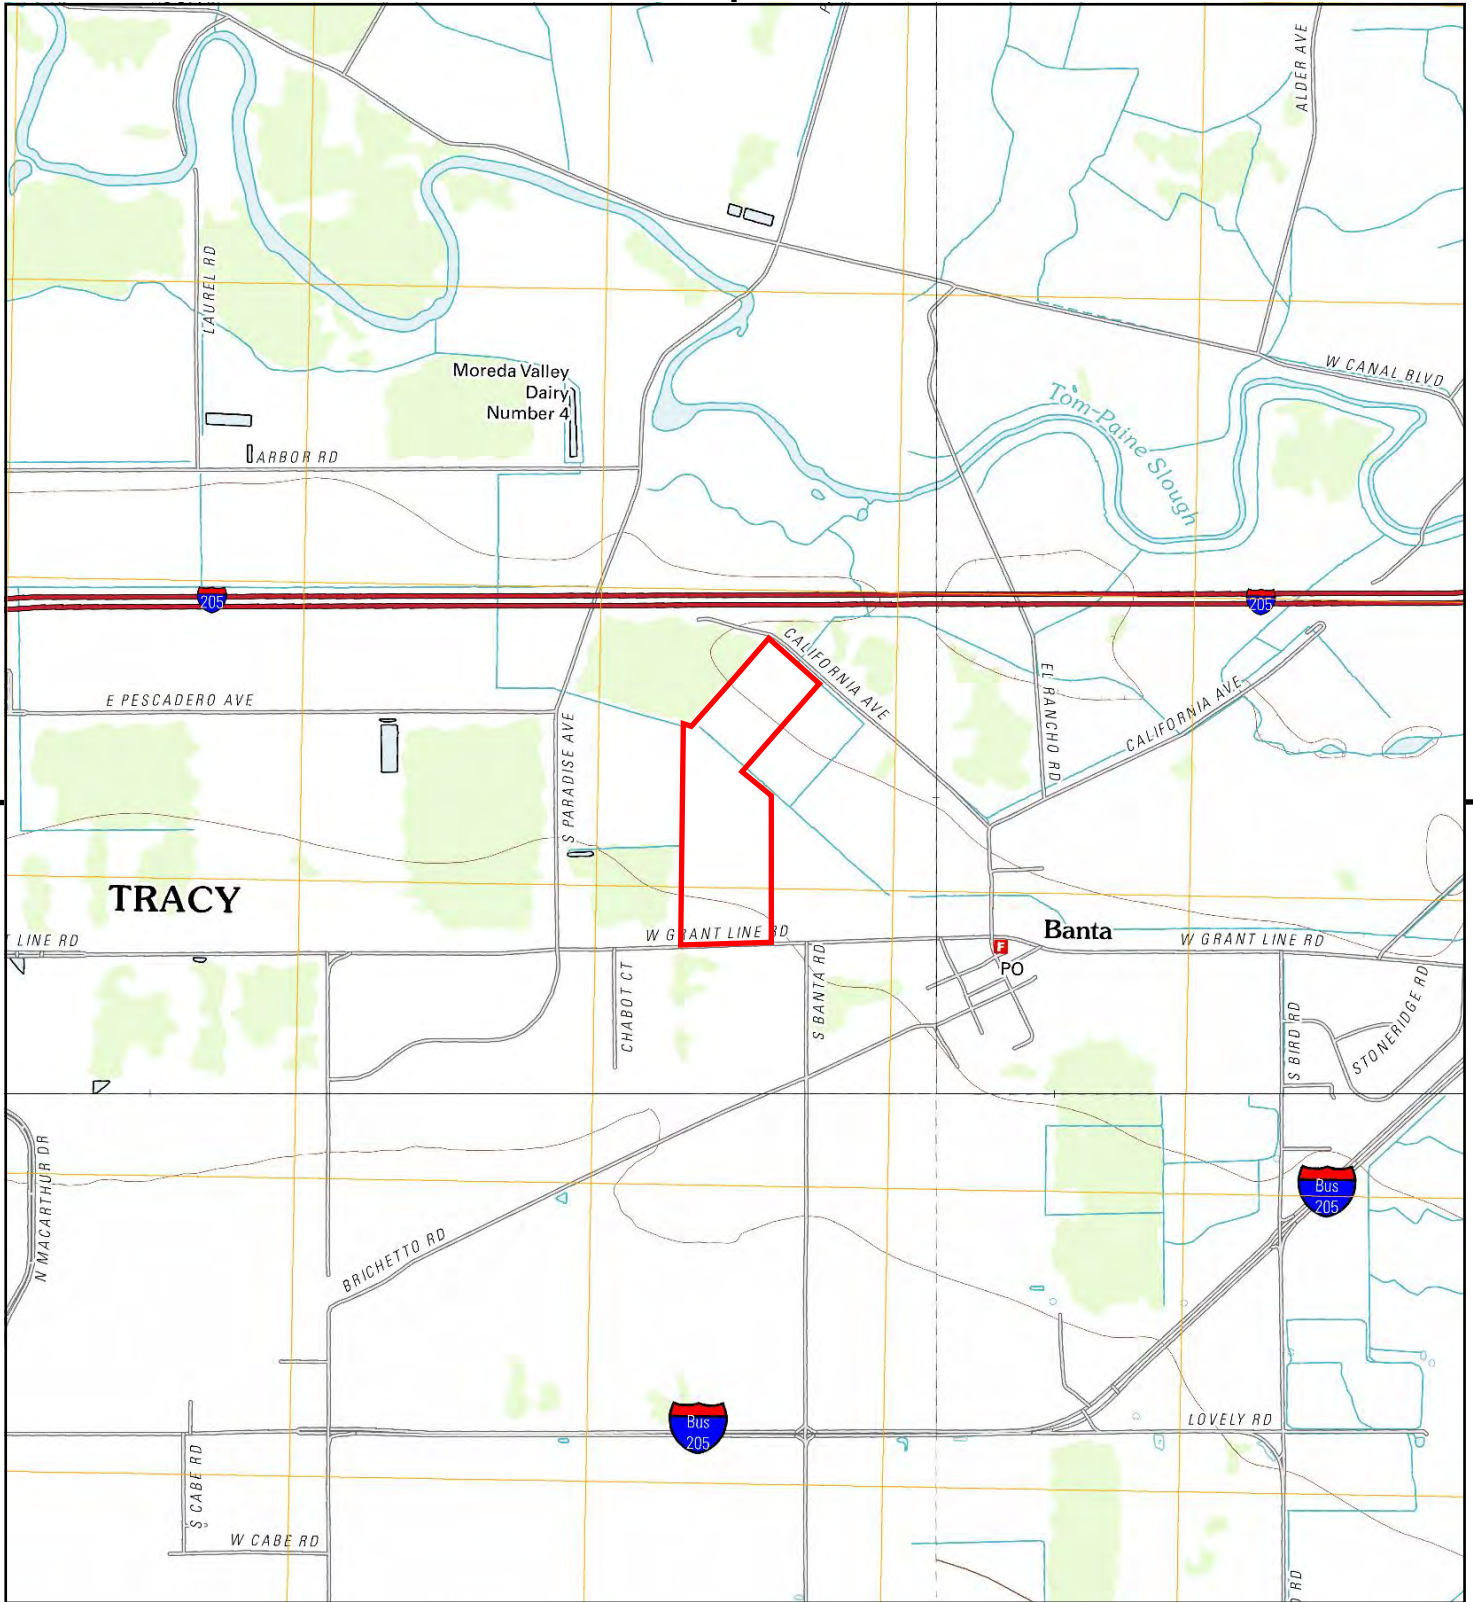 ALDER AVE
LAUREL RD
Moreda Valley
Dairy
Number 4
W CANAL BLVD
Tom-Paine Slough
ARBOR RD
205
205
CALIFORNIA AVE
E PESCADERO AVE
S PARADISE AVE
EL RANCHO RD
CALIFORNIA AVE
TRACY
T LINE RD
W GRANT LINE RD
Banta
W GRANT LINE RD
F
PO
CHABOT CT
S BANTA RD
S BIRD RD
STONERIDGE RD
N MACARTHUR DR
Bus
205
BRICHETTO RD
Bus
205
LOVELY RD
S CABE RD
W CABE RD
RD